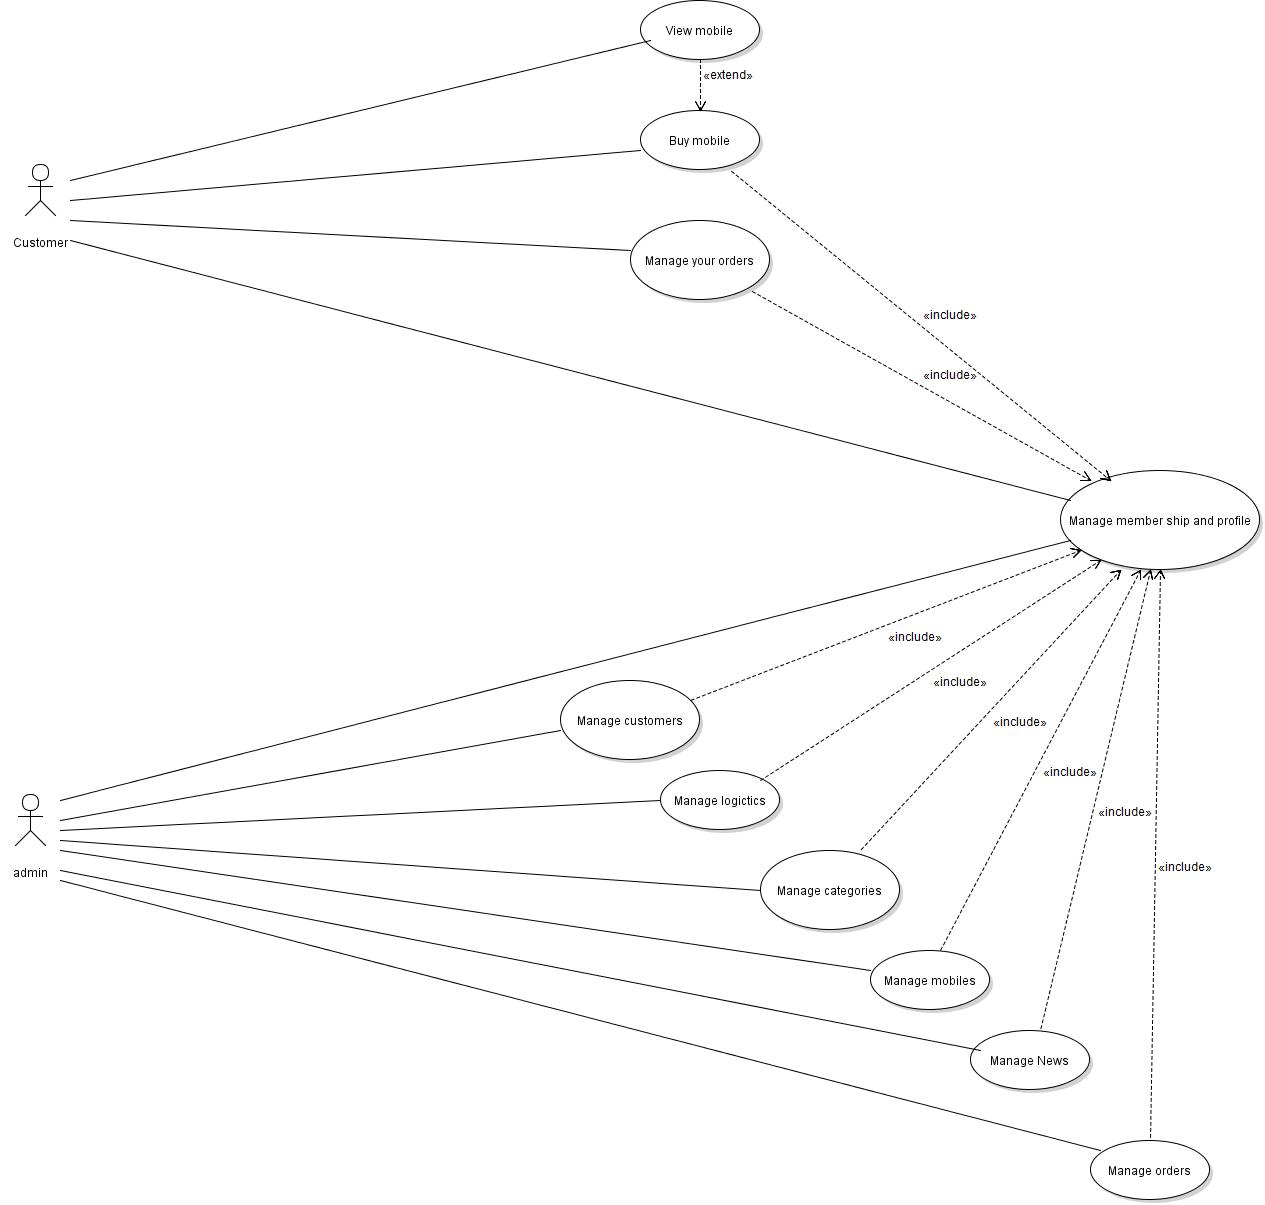 View mobile
«extend»
Buy mobile
Customer
Manage your orders
«include»
«include»
Manage member ship and profile
«include»
«include»
Manage customers
«include»
«include»
Manage logictics
«include»
«include»
admin
Manage categories
Manage mobiles
Manage News
Manage orders